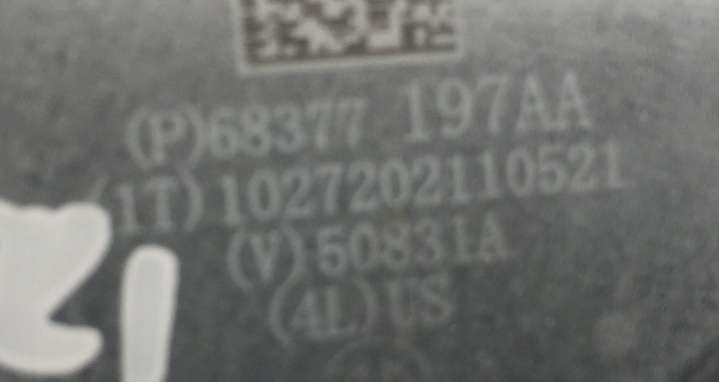 (P)68377 197AA
(1T)1027202110521
(V)50831A
(4L)US